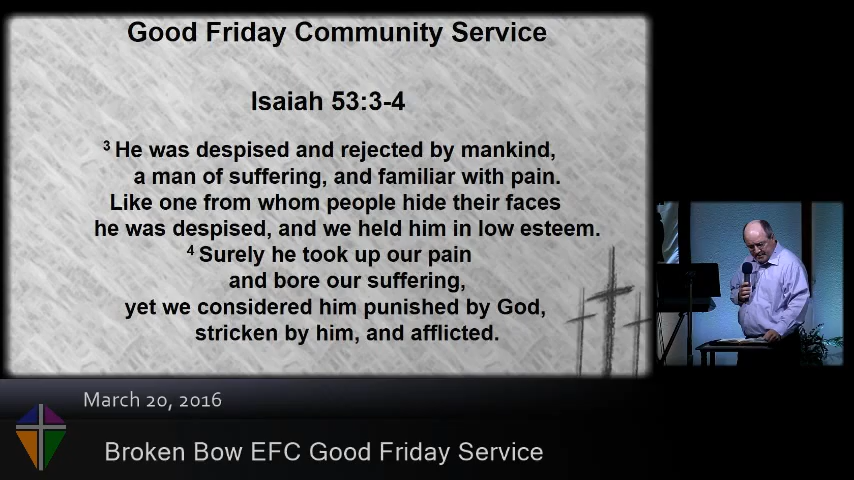 Good Friday Community Service
Isaiah 53:3-4
3 He was despised and rejected by mankind,
a man of suffering, and familiar with pain.
Like one from whom people hide their faces
he was despised, and we held him in low esteem.
4 Surely he took up our pain
and bore our suffering,
yet we considered him punished by God,
stricken by him, and afflicted.
March 20, 2016
Broken Bow EFC Good Friday Service